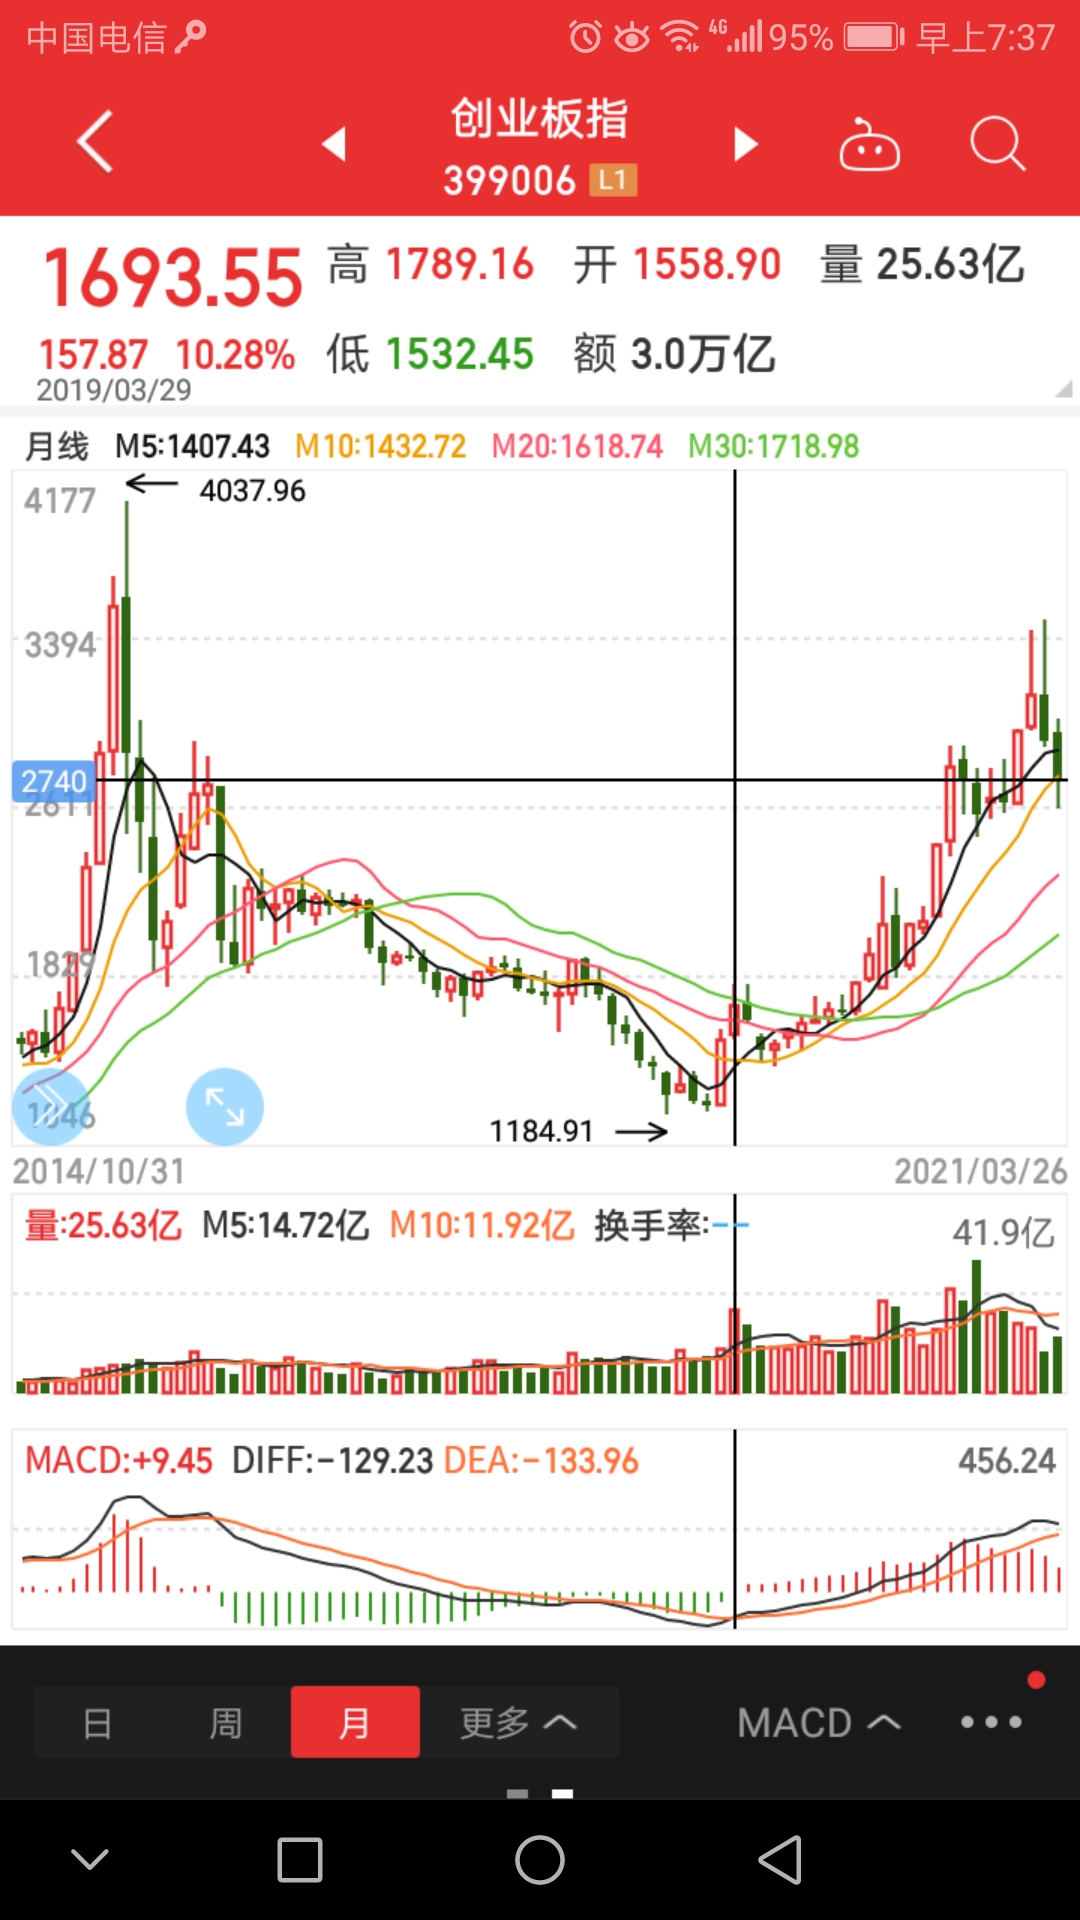 中国电信 4G 95% 早上7:37
创业板指
399006 L1
1693.55 高 1789.16 开 1558.90 量 25.63亿
157.87 10.28% 低 1532.45 额 3.0万亿
2019/03/29
月线 M5:1407.43 M10:1432.72 M20:1618.74 M30:1718.98
4177 4037.96
3394
2740
2611
1829
1046
1184.91
2014/10/31 2021/03/26
量:25.63亿 M5:14.72亿 M10:11.92亿 换手率:-- 41.9亿
MACD:+9.45 DIFF:-129.23 DEA:-133.96 456.24
日 周 月 更多 MACD